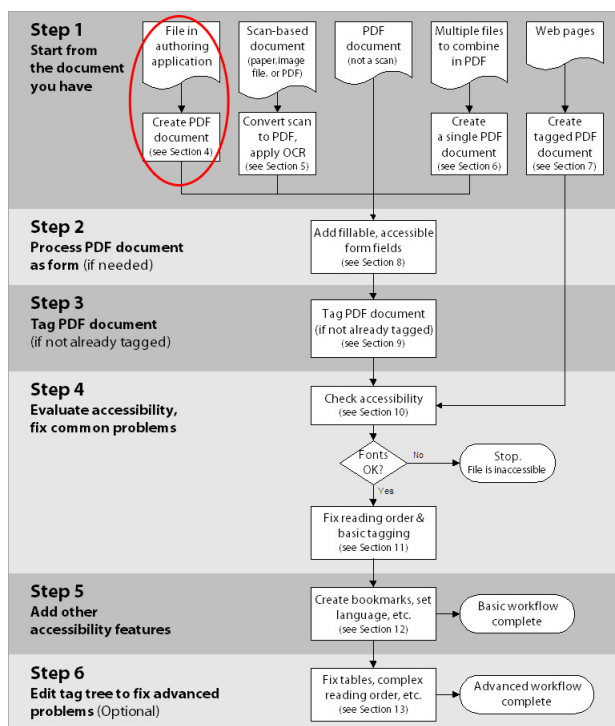 Step 1
Start from
the document
you have
File in
authoring
application
Scan-based
document
(paper,image
file, or PDF)
PDF
document
(not a scan)
Multiple files
to combine
in PDF
Web pages
Create PDF
document
(see Section 4)
Convert scan
to PDF,
apply OCR
(see Section 5)
Create
a single PDF
document
(see Section 6)
Create
tagged PDF
document
(see Section 7)
Step 2
Process PDF document
as form (if needed)
Add fillable, accessible
form fields
(see Section 8)
Step 3
Tag PDF document
(if not already tagged)
Tag PDF document
(if not already tagged)
(see Section 9)
Step 4
Evaluate accessibility,
fix common problems
Check accessibility
(see Section 10)
Fonts
OK?
No
Stop.
File is inaccessible
Yes
Fix reading order &
basic tagging
(see Section 11)
Step 5
Add other
accessibility features
Create bookmarks, set
language, etc.
(see Section 12)
Basic workflow
complete
Step 6
Edit tag tree to fix advanced
problems (Optional)
Fix tables, complex
reading order, etc.
(see Section 13)
Advanced workflow
complete